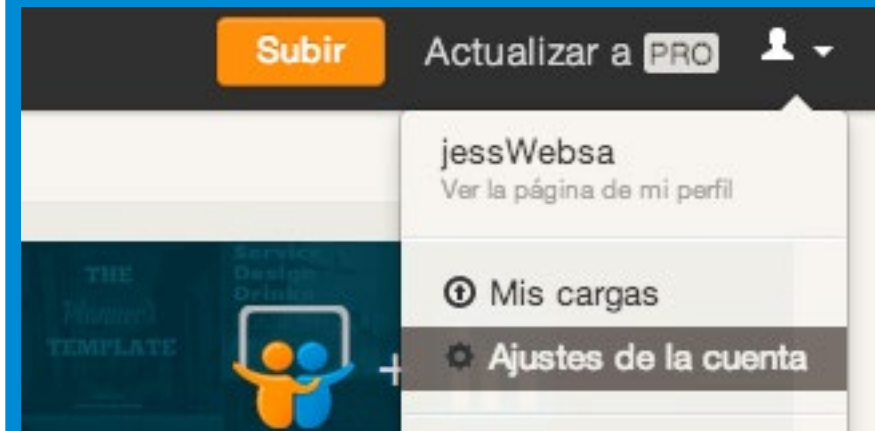 Subir Actualizar a PRO
jessWebsa
Ver la página de mi perfil
Mis cargas
Ajustes de la cuenta
Service
Design
Drinks
THE
Planner's
TEMPLATE
+